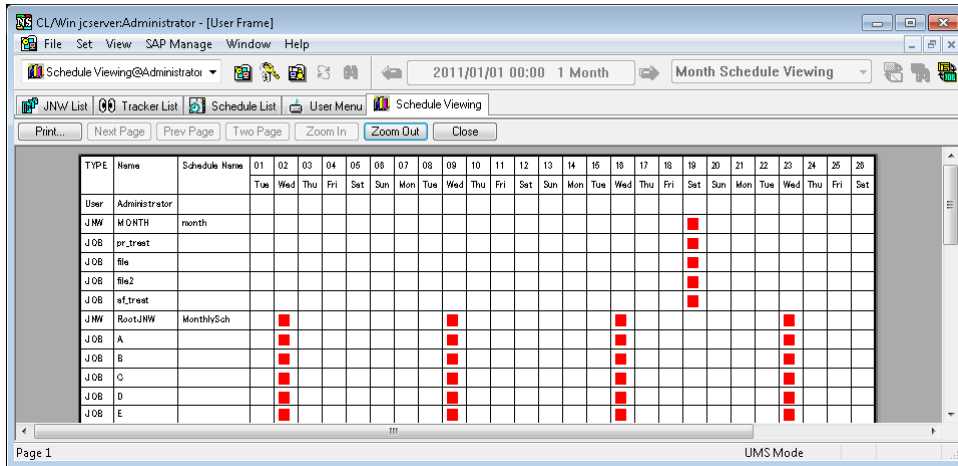 CL/Win jcserver:Administrator - [User Frame]
File Set View SAP Manage Window Help
Schedule Viewing@Administrator 2011/01/01 00:00 1 Month Month Schedule Viewing
JNW List Tracker List Schedule List User Menu Schedule Viewing
Print... Next Page Prev Page Two Page Zoom In Zoom Out Close
TYPE Name Schedule Name 01 02 03 04 05 06 07 08 09 10 11 12 13 14 15 16 17 18 19 20 21 22 23 24 25 26
Tue Wed Thu Fri Sat Sun Mon Tue Wed Thu Fri Sat Sun Mon Tue Wed Thu Fri Sat Sun Mon Tue Wed Thu Fri Sat
User Administrator
JNW MONTH month
JOB pr_treat
JOB file
JOB file2
JOB af_treat
JNW RootJNW MonthlySch
JOB A
JOB B
JOB C
JOB D
JOB E
Page 1 UMS Mode